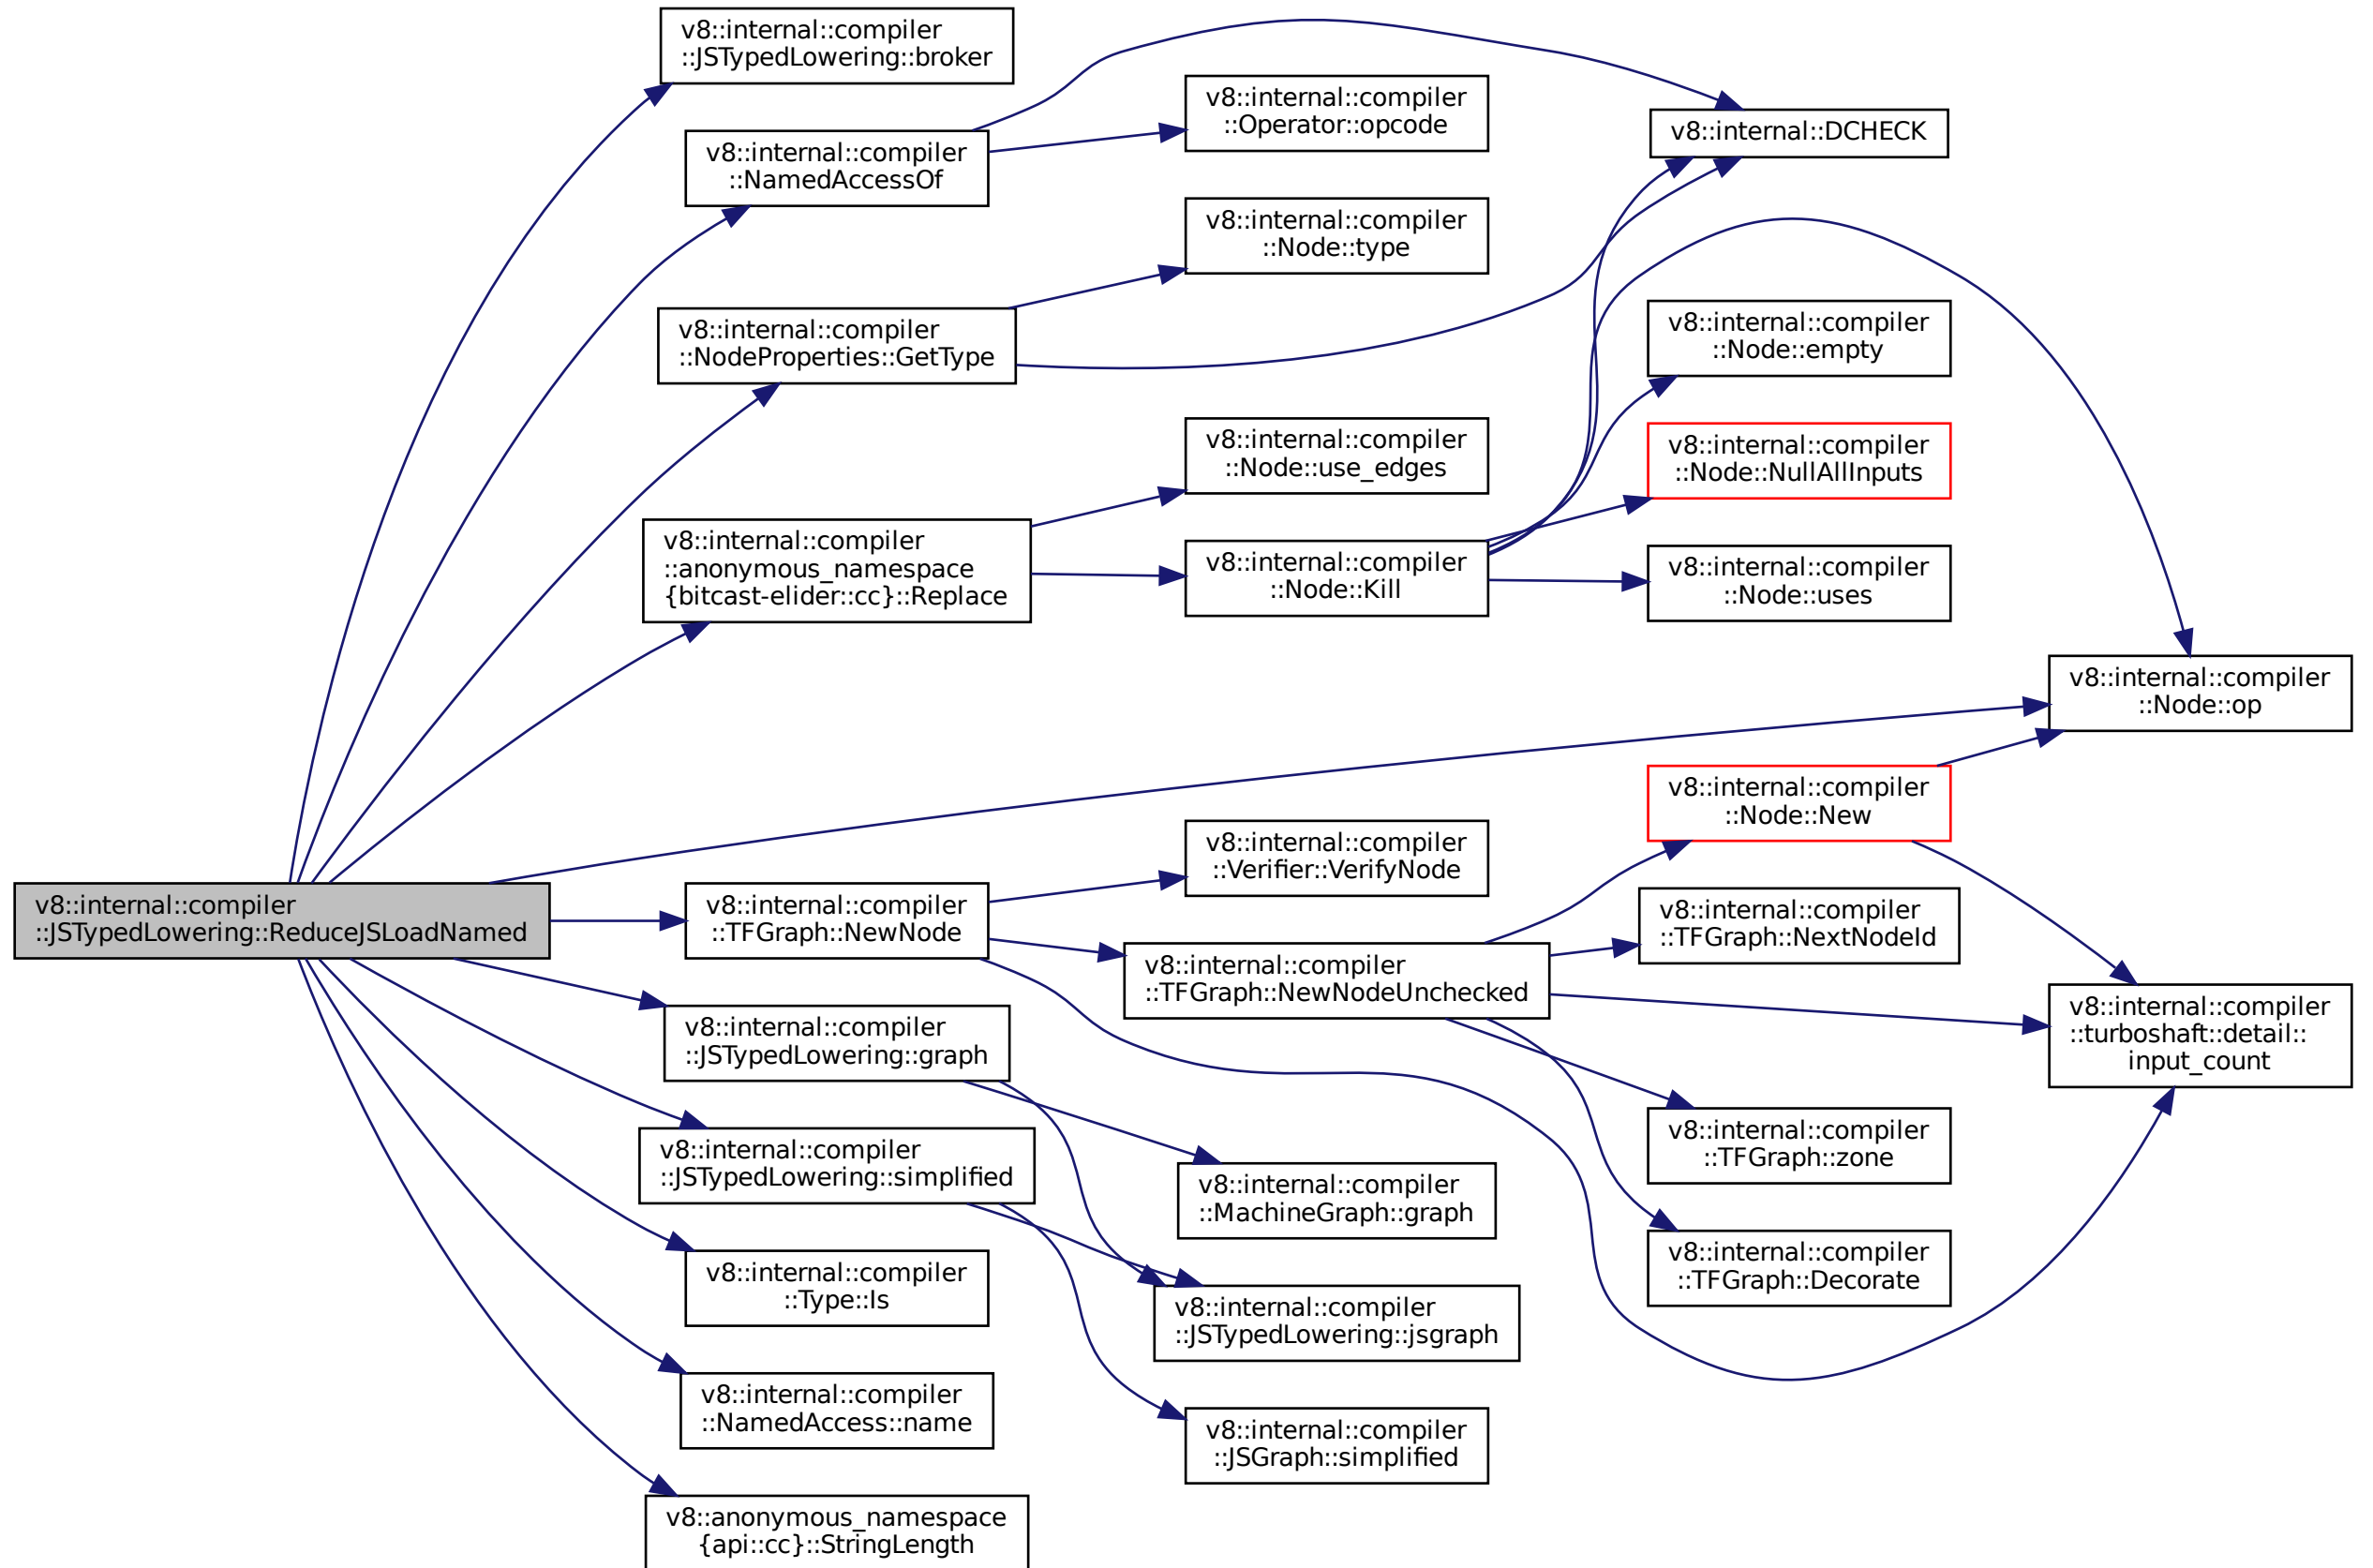 v8::internal::compiler
::JSTypedLowering::ReduceJSLoadNamed
v8::internal::compiler
::JSTypedLowering::broker
v8::internal::compiler
::NamedAccessOf
v8::internal::compiler
::NodeProperties::GetType
v8::internal::compiler
::anonymous_namespace
{bitcast-elider::cc}::Replace
v8::internal::compiler
::TFGraph::NewNode
v8::internal::compiler
::JSTypedLowering::graph
v8::internal::compiler
::JSTypedLowering::simplified
v8::internal::compiler
::Type::Is
v8::internal::compiler
::NamedAccess::name
v8::anonymous_namespace
{api::cc}::StringLength
v8::internal::compiler
::Operator::opcode
v8::internal::compiler
::Node::type
v8::internal::compiler
::Node::use_edges
v8::internal::compiler
::Node::Kill
v8::internal::compiler
::Verifier::VerifyNode
v8::internal::compiler
::TFGraph::NewNodeUnchecked
v8::internal::compiler
::MachineGraph::graph
v8::internal::compiler
::JSTypedLowering::jsgraph
v8::internal::compiler
::JSGraph::simplified
v8::internal::DCHECK
v8::internal::compiler
::Node::empty
v8::internal::compiler
::Node::NullAllInputs
v8::internal::compiler
::Node::uses
v8::internal::compiler
::Node::New
v8::internal::compiler
::TFGraph::NextNodeId
v8::internal::compiler
::TFGraph::zone
v8::internal::compiler
::TFGraph::Decorate
v8::internal::compiler
::Node::op
v8::internal::compiler
::turboshaft::detail::
input_count